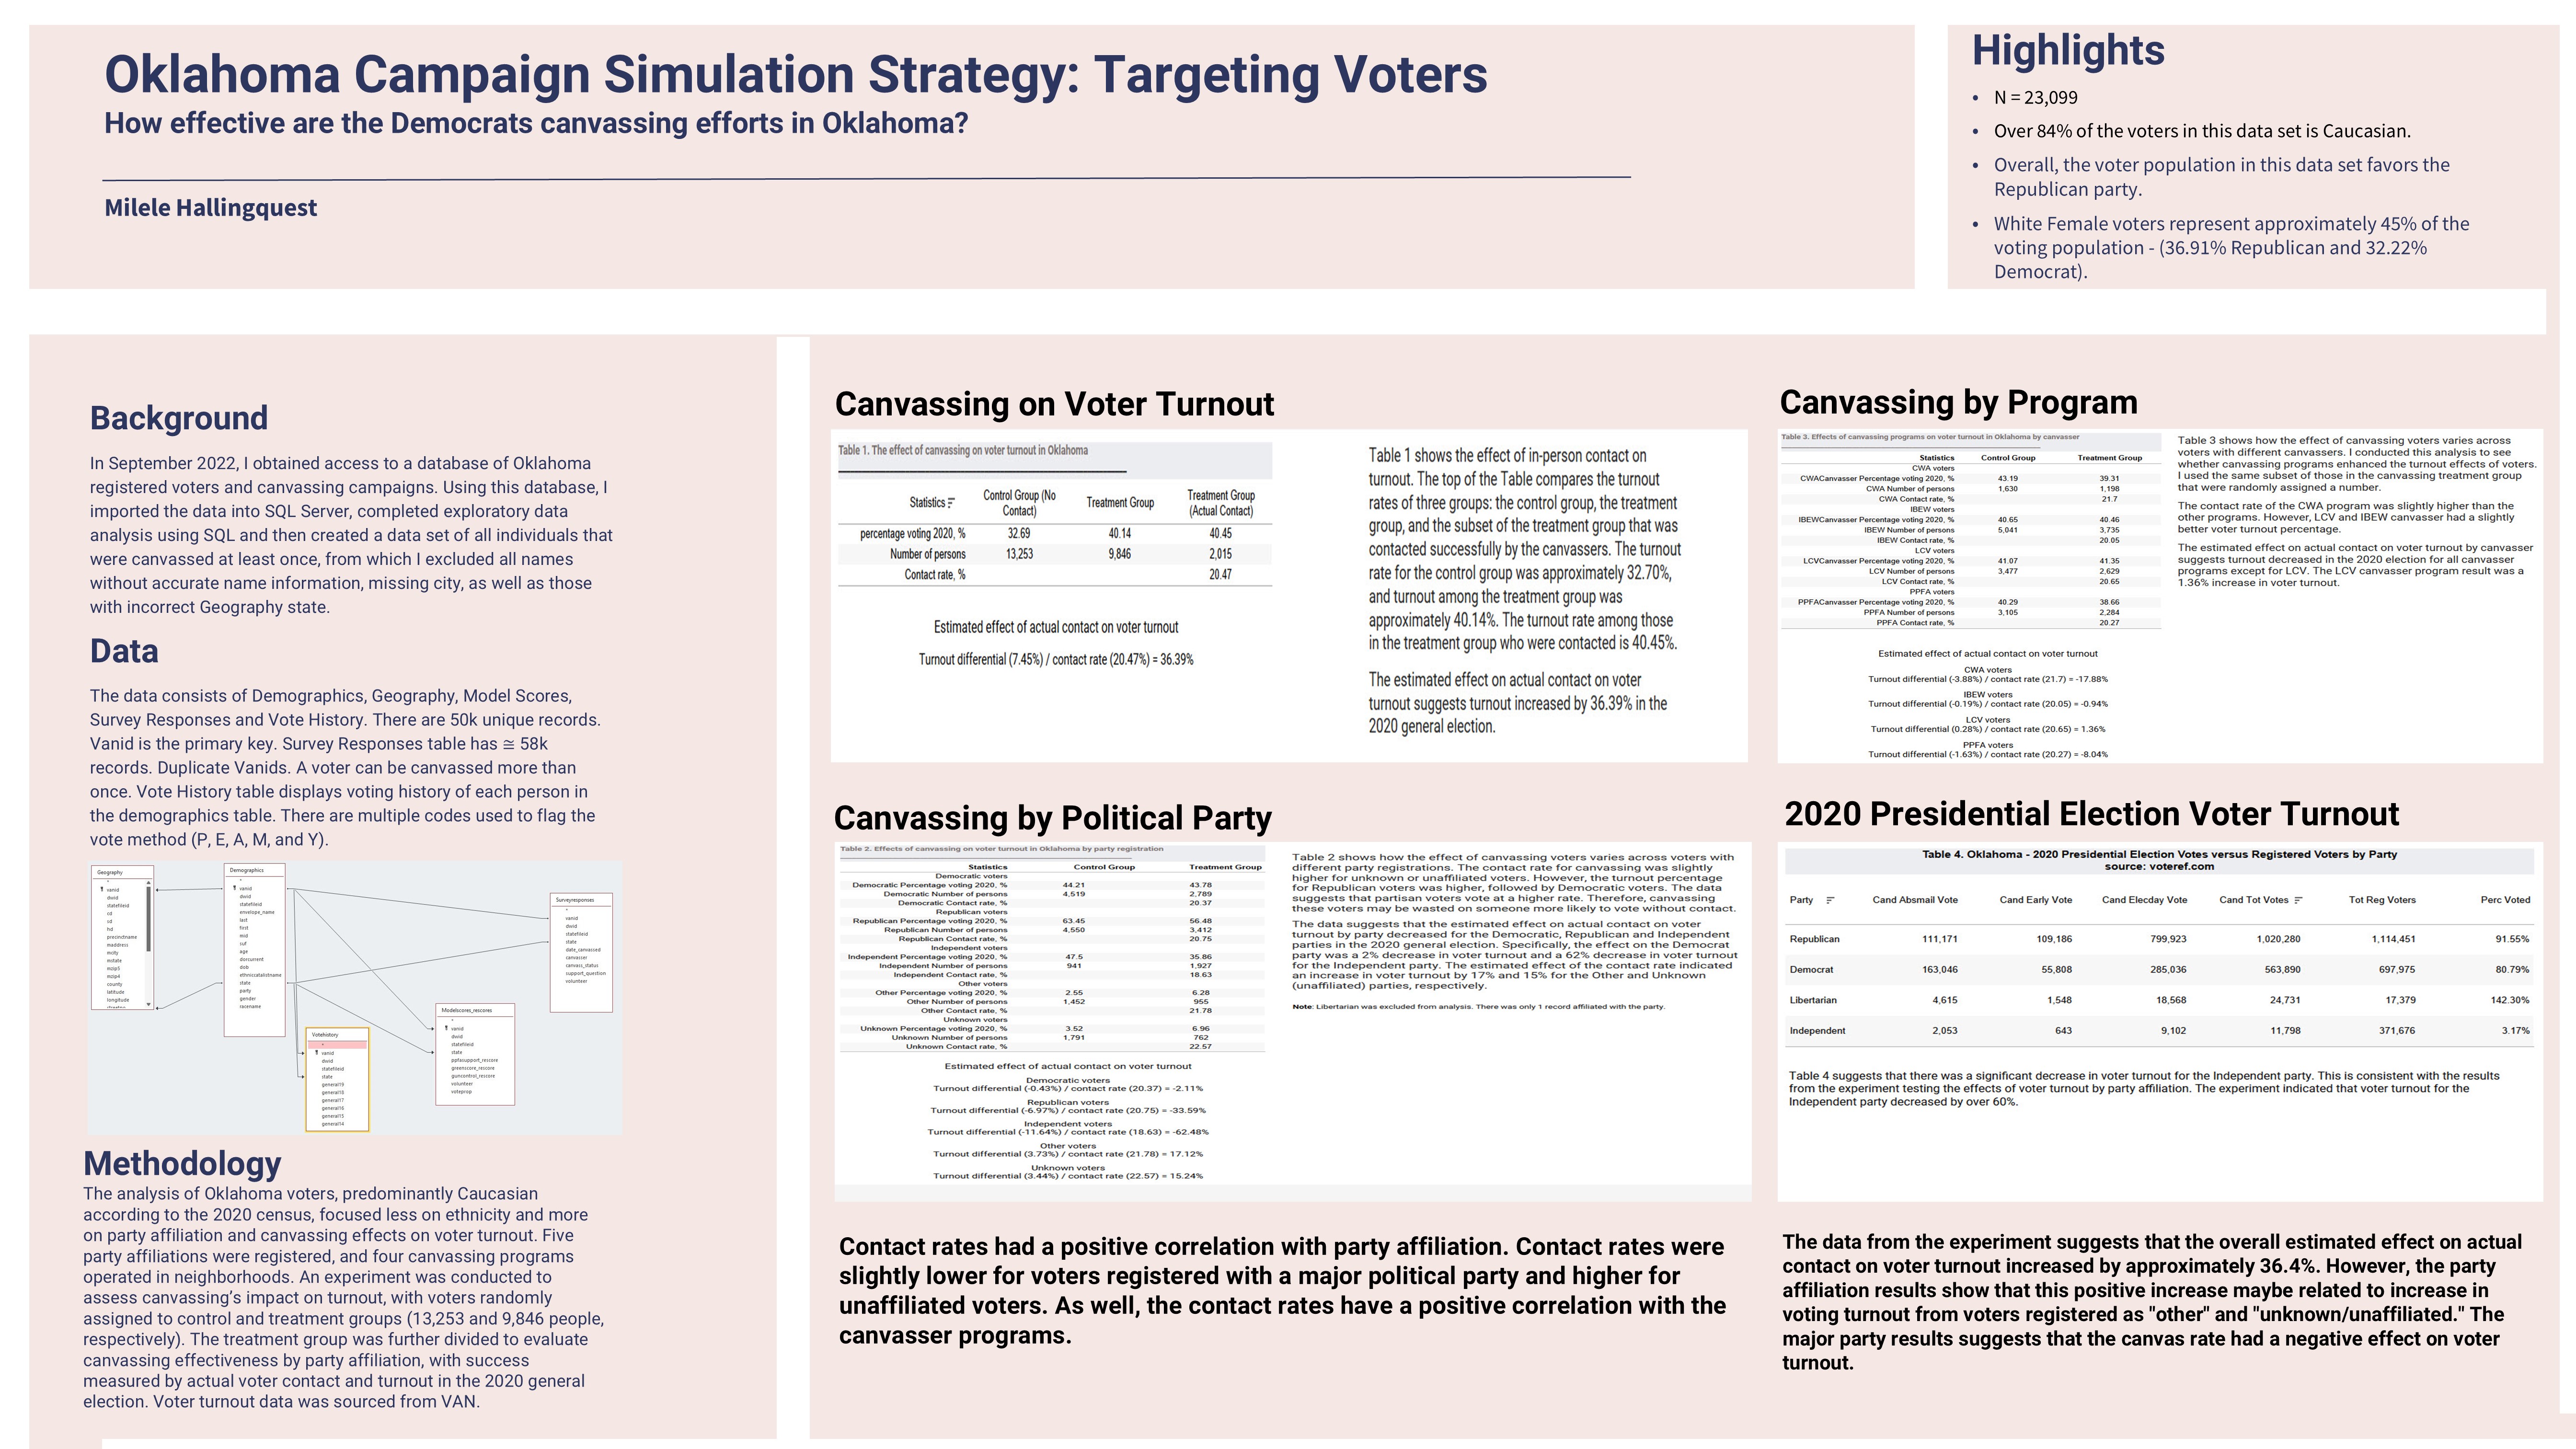 Oklahoma Campaign Simulation Strategy: Targeting Voters
How effective are the Democrats canvassing efforts in Oklahoma?
Milele Hallingquest
Highlights
• N = 23,099
• Over 84% of the voters in this data set is Caucasian.
• Overall, the voter population in this data set favors the
Republican party.
• White Female voters represent approximately 45% of the
voting population - (36.91% Republican and 32.22%
Democrat).
Background
In September 2022, I obtained access to a database of Oklahoma
registered voters and canvassing campaigns. Using this database, I
imported the data into SQL Server, completed exploratory data
analysis using SQL and then created a data set of all individuals that
were canvassed at least once, from which I excluded all names
without accurate name information, missing city, as well as those
with incorrect Geography state.
Data
The data consists of Demographics, Geography, Model Scores,
Survey Responses and Vote History. There are 50k unique records.
Vanid is the primary key. Survey Responses table has ≅ 58k
records. Duplicate Vanids. A voter can be canvassed more than
once. Vote History table displays voting history of each person in
the demographics table. There are multiple codes used to flag the
vote method (P, E, A, M, and Y).
Geography
*
vanid
dwid
statefileid
cd
sd
hd
precinctname
maddress
mcity
mstate
mzip5
mzip4
county
latitude
longitude
Demographics
*
vanid
dwid
statefileid
envelope_name
last
first
mid
suf
age
dorcurrent
dob
ethniccatalistname
state
party
gender
racename
Surveyresponses
*
vanid
dwid
statefileid
state
date_canvassed
canvasser
canvass_status
support_question
volunteer
Votehistory
*
vanid
dwid
statefileid
state
general19
general18
general17
general16
general15
general14
Modelscores_rescores
*
vanid
dwid
statefileid
state
ppfasupport_rescore
greenscore_rescore
guncontrol_rescore
volunteer
voteprop
Methodology
The analysis of Oklahoma voters, predominantly Caucasian
according to the 2020 census, focused less on ethnicity and more
on party affiliation and canvassing effects on voter turnout. Five
party affiliations were registered, and four canvassing programs
operated in neighborhoods. An experiment was conducted to
assess canvassing's impact on turnout, with voters randomly
assigned to control and treatment groups (13,253 and 9,846 people,
respectively). The treatment group was further divided to evaluate
canvassing effectiveness by party affiliation, with success
measured by actual voter contact and turnout in the 2020 general
election. Voter turnout data was sourced from VAN.
Canvassing on Voter Turnout
Table 1. The effect of canvassing on voter turnout in Oklahoma
Statistics Control Group (No Contact) Treatment Group Treatment Group (Actual Contact)
percentage voting 2020, % 32.69 40.14 40.45
Number of persons 13,253 9,846 2,015
Contact rate, % 20.47
Estimated effect of actual contact on voter turnout
Turnout differential (7.45%) / contact rate (20.47%) = 36.39%
Table 1 shows the effect of in-person contact on
turnout. The top of the Table compares the turnout
rates of three groups: the control group, the treatment
group, and the subset of the treatment group that was
contacted successfully by the canvassers. The turnout
rate for the control group was approximately 32.70%,
and turnout among the treatment group was
approximately 40.14%. The turnout rate among those
in the treatment group who were contacted is 40.45%.
The estimated effect on actual contact on voter
turnout suggests turnout increased by 36.39% in the
2020 general election.
Canvassing by Program
Table 3. Effects of canvassing programs on voter turnout in Oklahoma by canvasser
Statistics Control Group Treatment Group
CWA voters
CWACanvasser Percentage voting 2020, % 43.19 39.31
CWA Number of persons 1,630 1,198
CWA Contact rate, % 21.7
IBEW voters
IBEWCanvasser Percentage voting 2020, % 40.65 40.46
IBEW Number of persons 5,041 3,735
IBEW Contact rate, % 20.05
LCV voters
LCVCanvasser Percentage voting 2020, % 41.07 41.35
LCV Number of persons 3,477 2,629
LCV Contact rate, % 20.65
PPFA voters
PPFACanvasser Percentage voting 2020, % 40.29 38.66
PPFA Number of persons 3,105 2,284
PPFA Contact rate, % 20.27
Estimated effect of actual contact on voter turnout
CWA voters
Turnout differential (-3.88%) / contact rate (21.7) = -17.88%
IBEW voters
Turnout differential (-0.19%) / contact rate (20.05) = -0.94%
LCV voters
Turnout differential (0.28%) / contact rate (20.65) = 1.36%
PPFA voters
Turnout differential (-1.63%) / contact rate (20.27) = -8.04%
Table 3 shows how the effect of canvassing voters varies across
voters with different canvassers. I conducted this analysis to see
whether canvassing programs enhanced the turnout effects of voters.
I used the same subset of those in the canvassing treatment group
that were randomly assigned a number.
The contact rate of the CWA program was slightly higher than the
other programs. However, LCV and IBEW canvasser had a slightly
better voter turnout percentage.
The estimated effect on actual contact on voter turnout by canvasser
suggests turnout decreased in the 2020 election for all canvasser
programs except for LCV. The LCV canvasser program result was a
1.36% increase in voter turnout.
Canvassing by Political Party
Table 2. Effects of canvassing on voter turnout in Oklahoma by party registration
Statistics Control Group Treatment Group
Democratic voters
Democratic Percentage voting 2020, % 44.21 43.78
Democratic Number of persons 4,519 2,789
Democratic Contact rate, % 20.37
Republican voters
Republican Percentage voting 2020, % 63.45 56.48
Republican Number of persons 4,550 3,412
Republican Contact rate, % 20.75
Independent voters
Independent Percentage voting 2020, % 47.5 35.86
Independent Number of persons 941 1,927
Independent Contact rate, % 18.63
Other voters
Other Percentage voting 2020, % 2.55 6.28
Other Number of persons 1,452 955
Other Contact rate, % 21.78
Unknown voters
Unknown Percentage voting 2020, % 3.52 6.96
Unknown Number of persons 1,791 762
Unknown Contact rate, % 22.57
Estimated effect of actual contact on voter turnout
Democratic voters
Turnout differential (-0.43%) / contact rate (20.37) = -2.11%
Republican voters
Turnout differential (-6.97%) / contact rate (20.75) = -33.59%
Independent voters
Turnout differential (-11.64%) / contact rate (18.63) = -62.48%
Other voters
Turnout differential (3.73%) / contact rate (21.78) = 17.12%
Unknown voters
Turnout differential (3.44%) / contact rate (22.57) = 15.24%
Table 2 shows how the effect of canvassing voters varies across voters with
different party registrations. The contact rate for canvassing was slightly
higher for unknown or unaffiliated voters. However, the turnout percentage
for Republican voters was higher, followed by Democratic voters. The data
suggests that partisan voters vote at a higher rate. Therefore, canvassing
these voters may be wasted on someone more likely to vote without contact.
The data suggests that the estimated effect on actual contact on voter
turnout by party decreased for the Democratic, Republican and Independent
parties in the 2020 general election. Specifically, the effect on the Democrat
party was a 2% decrease in voter turnout and a 62% decrease in voter turnout
for the Independent party. The estimated effect of the contact rate indicated
an increase in voter turnout by 17% and 15% for the Other and Unknown
(unaffiliated) parties, respectively.
Note: Libertarian was excluded from analysis. There was only 1 record affiliated with the party.
2020 Presidential Election Voter Turnout
Table 4. Oklahoma - 2020 Presidential Election Votes versus Registered Voters by Party
source: voteref.com
Party Cand Absmail Vote Cand Early Vote Cand Elecday Vote Cand Tot Votes Tot Reg Voters Perc Voted
Republican 111,171 109,186 799,923 1,020,280 1,114,451 91.55%
Democrat 163,046 55,808 285,036 563,890 697,975 80.79%
Libertarian 4,615 1,548 18,568 24,731 17,379 142.30%
Independent 2,053 643 9,102 11,798 371,676 3.17%
Table 4 suggests that there was a significant decrease in voter turnout for the Independent party. This is consistent with the results
from the experiment testing the effects of voter turnout by party affiliation. The experiment indicated that voter turnout for the
Independent party decreased by over 60%.
Contact rates had a positive correlation with party affiliation. Contact rates were
slightly lower for voters registered with a major political party and higher for
unaffiliated voters. As well, the contact rates have a positive correlation with the
canvasser programs.
The data from the experiment suggests that the overall estimated effect on actual
contact on voter turnout increased by approximately 36.4%. However, the party
affiliation results show that this positive increase maybe related to increase in
voting turnout from voters registered as "other" and "unknown/unaffiliated." The
major party results suggests that the canvas rate had a negative effect on voter
turnout.